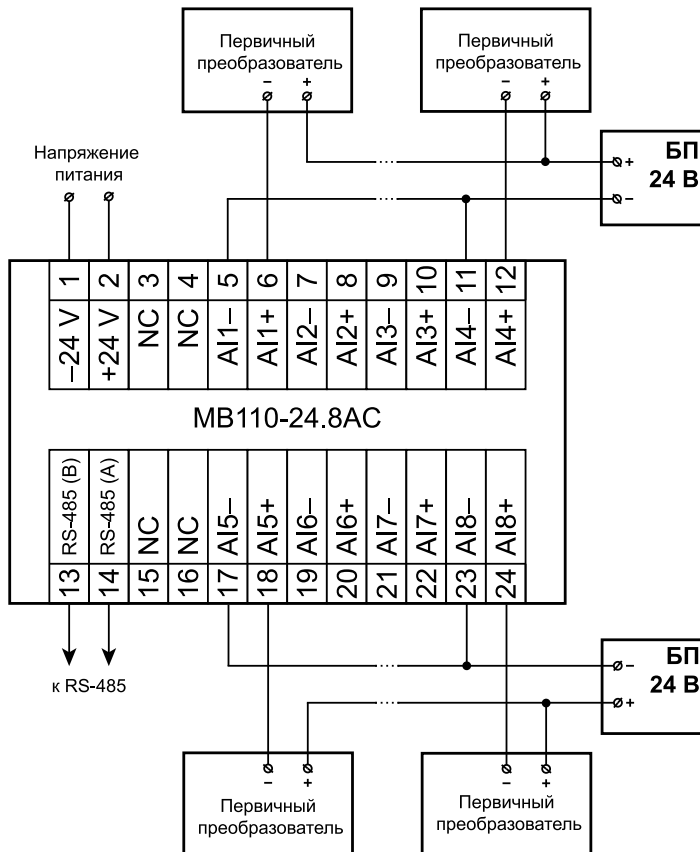 Первичный
преобразователь
– +
Первичный
преобразователь
– +
Напряжение
питания
+ БП
– 24 В
1 2 3 4 5 6 7 8 9 10 11 12
–24 V +24 V NC NC AI1– AI1+ AI2– AI2+ AI3– AI3+ AI4– AI4+
МВ110-24.8АС
RS-485 (B) RS-485 (A) NC NC AI5– AI5+ AI6– AI6+ AI7– AI7+ AI8– AI8+
13 14 15 16 17 18 19 20 21 22 23 24
к RS-485
– БП
+ 24 В
– +
Первичный
преобразователь
– +
Первичный
преобразователь